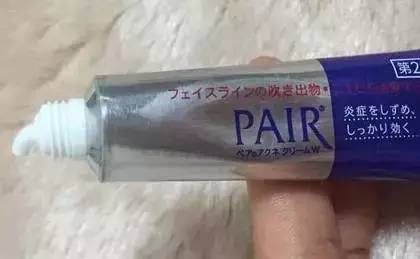 フェイスラインの吹き出物*
PAIR®
ペア®アクネクリームW
第2
炎症をしずめ、
しっかり効く。